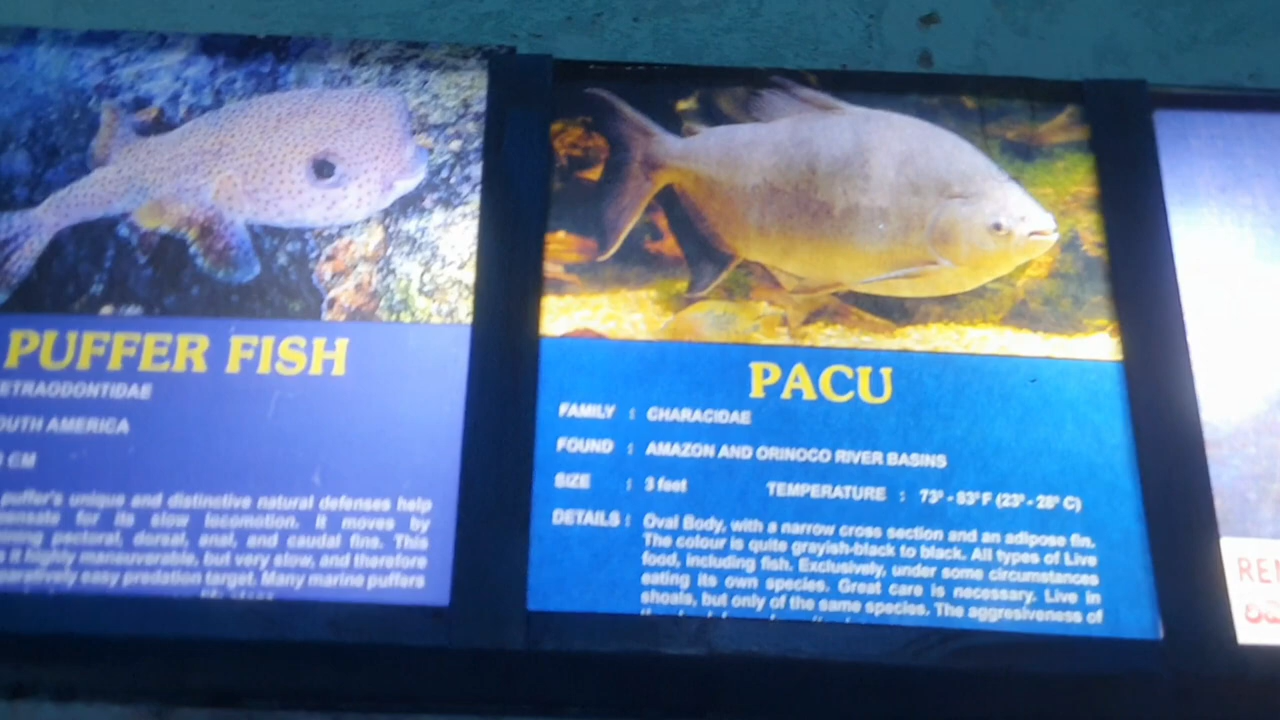 PUFFER FISH
ETRAODONTIDAE
OUTH AMERICA
CM
puffer's unique and distinctive natural defenses help
for its slow locomotion. It moves by
pectoral, dorsal, anal, and caudal fins. This
it highly maneuverable, but very slow, and therefore
easy predation target. Many marine puffers
PACU
FAMILY : CHARACIDAE
FOUND : AMAZON AND ORINOCO RIVER BASINS
SIZE : 3 feet TEMPERATURE : 73° - 83° F (23° - 28° C)
DETAILS : Oval Body, with a narrow cross section and an adipose fin.
The colour is quite grayish-black to black. All types of Live
food, including fish. Exclusively, under some circumstances
eating its own species. Great care is necessary. Live in
shoals, but only of the same species. The aggresiveness of
REN